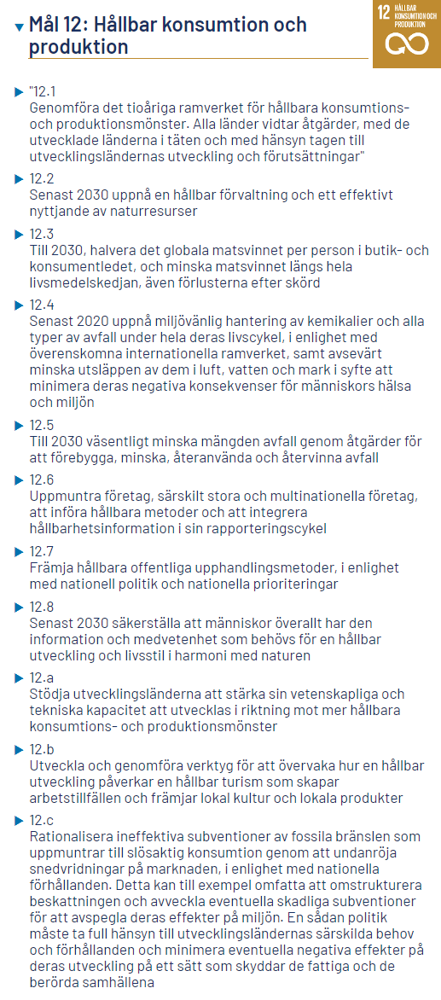 Mål 12: Hållbar konsumtion och
produktion
12 HÅLLBAR
KONSUMTION OCH
PRODUKTION
"12.1
Genomföra det tioåriga ramverket för hållbara konsumtions-
och produktionsmönster. Alla länder vidtar åtgärder, med de
utvecklade länderna i täten och med hänsyn tagen till
utvecklingsländernas utveckling och förutsättningar"
12.2
Senast 2030 uppnå en hållbar förvaltning och ett effektivt
nyttjande av naturresurser
12.3
Till 2030, halvera det globala matsvinnet per person i butik- och
konsumentledet, och minska matsvinnet längs hela
livsmedelskedjan, även förlusterna efter skörd
12.4
Senast 2020 uppnå miljövänlig hantering av kemikalier och alla
typer av avfall under hela deras livscykel, i enlighet med
överenskomna internationella ramverket, samt avsevärt
minska utsläppen av dem i luft, vatten och mark i syfte att
minimera deras negativa konsekvenser för människors hälsa
och miljön
12.5
Till 2030 väsentligt minska mängden avfall genom åtgärder för
att förebygga, minska, återanvända och återvinna avfall
12.6
Uppmuntra företag, särskilt stora och multinationella företag,
att införa hållbara metoder och att integrera
hållbarhetsinformation i sin rapporteringscykel
12.7
Främja hållbara offentliga upphandlingsmetoder, i enlighet
med nationell politik och nationella prioriteringar
12.8
Senast 2030 säkerställa att människor överallt har den
information och medvetenhet som behövs för en hållbar
utveckling och livsstil i harmoni med naturen
12.a
Stödja utvecklingsländerna att stärka sin vetenskapliga och
tekniska kapacitet att utvecklas i riktning mot mer hållbara
konsumtions- och produktionsmönster
12.b
Utveckla och genomföra verktyg för att övervaka hur en hållbar
utveckling påverkar en hållbar turism som skapar
arbetstillfällen och främjar lokal kultur och lokala produkter
12.c
Rationalisera ineffektiva subventioner av fossila bränslen som
uppmuntrar till slösaktig konsumtion genom att undanröja
snedvridningar på marknaden, i enlighet med nationella
förhållanden. Detta kan till exempel omfatta att omstrukturera
beskattningen och avveckla eventuella skadliga subventioner
för att avspegla deras effekter på miljön. En sådan politik
måste ta full hänsyn till utvecklingsländernas särskilda behov
och förhållanden och minimera eventuella negativa effekter på
deras utveckling på ett sätt som skyddar de fattiga och de
berörda samhällena